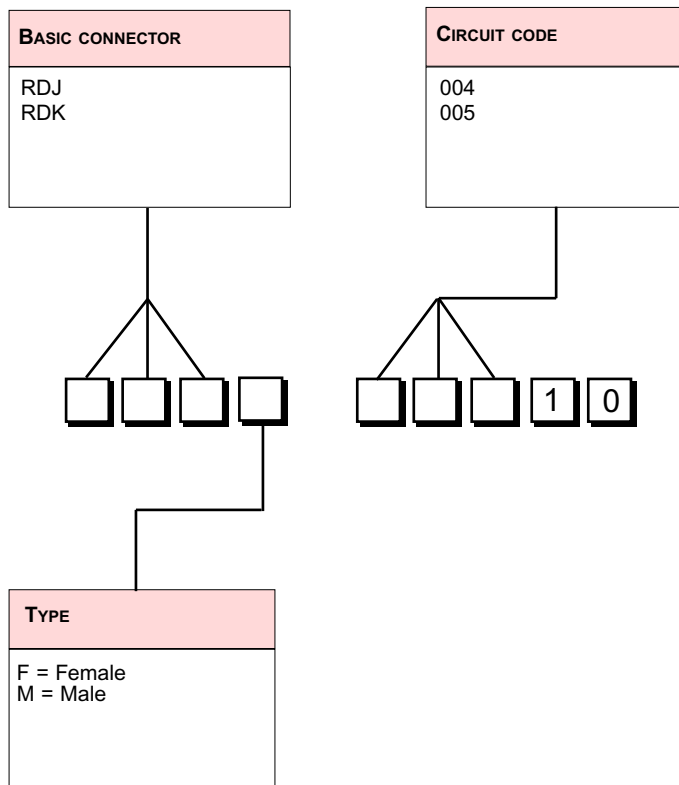 BASIC CONNECTOR
RDJ
RDK
CIRCUIT CODE
004
005
1 0
TYPE
F = Female
M = Male